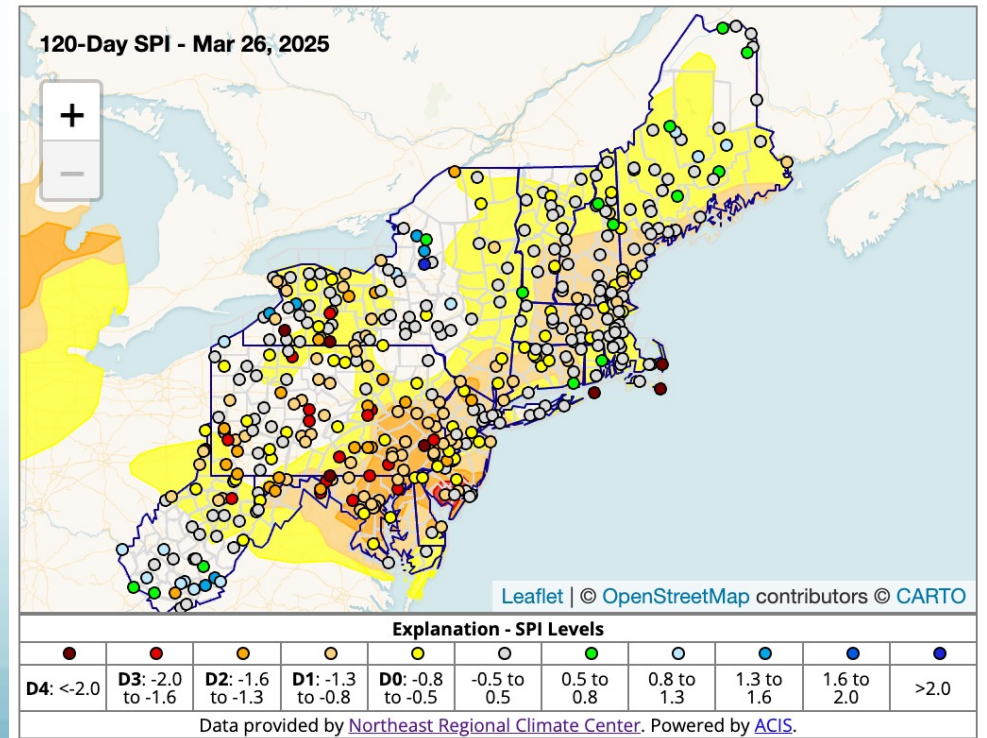 120-Day SPI - Mar 26, 2025
+
−
Leaflet | © OpenStreetMap contributors © CARTO
Explanation - SPI Levels
D4: <-2.0
D3: -2.0
to -1.6
D2: -1.6
to -1.3
D1: -1.3
to -0.8
D0: -0.8
to -0.5
-0.5 to
0.5
0.5 to
0.8
0.8 to
1.3
1.3 to
1.6
1.6 to
2.0
>2.0
Data provided by Northeast Regional Climate Center. Powered by ACIS.